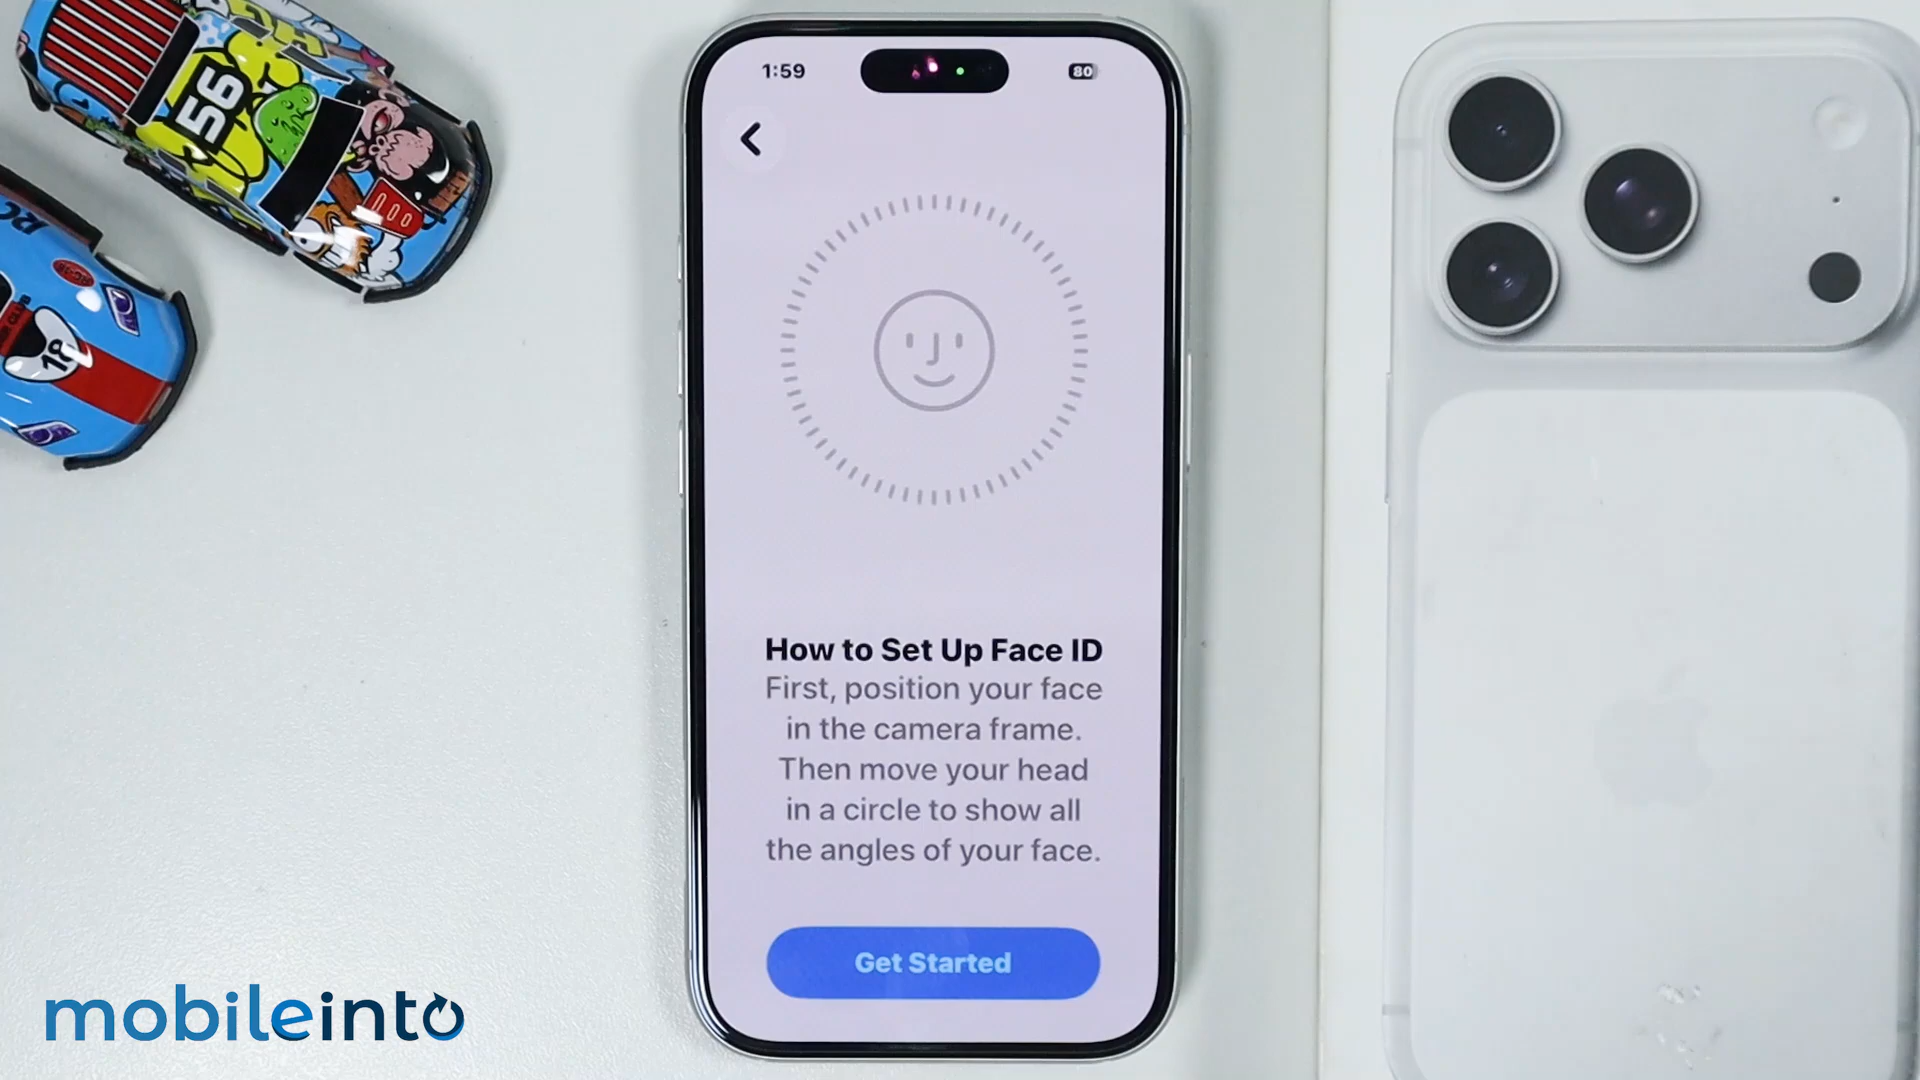 56
18
1:59
80
How to Set Up Face ID
First, position your face
in the camera frame.
Then move your head
in a circle to show all
the angles of your face.
Get Started
mobileinto